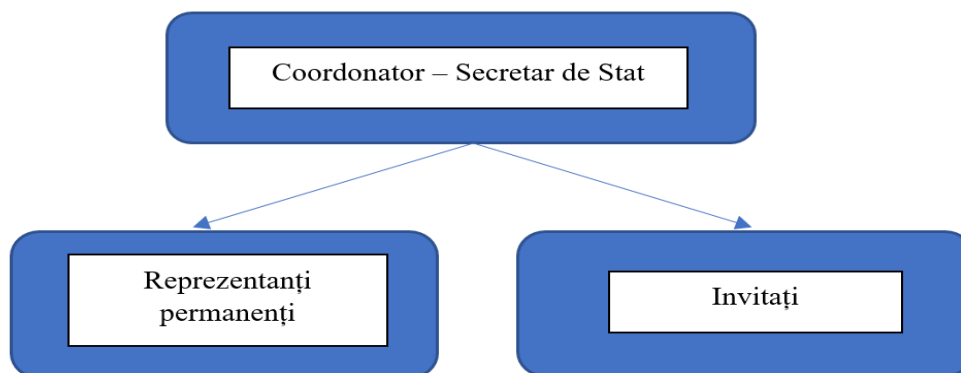 Coordonator – Secretar de Stat
Reprezentanți
permanenți
Invitați